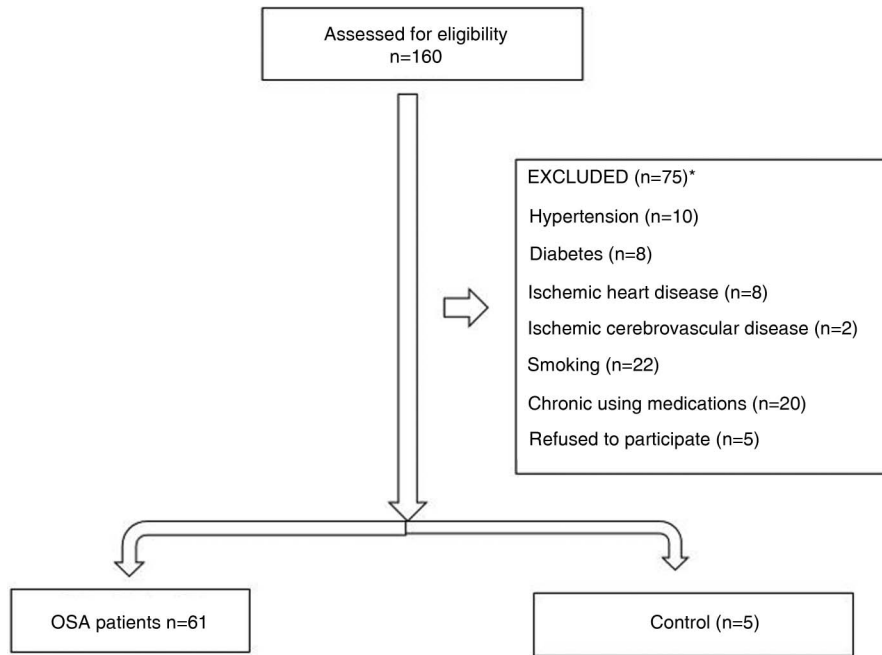 Assessed for eligibility
n=160
EXCLUDED (n=75)*
Hypertension (n=10)
Diabetes (n=8)
Ischemic heart disease (n=8)
Ischemic cerebrovascular disease (n=2)
Smoking (n=22)
Chronic using medications (n=20)
Refused to participate (n=5)
OSA patients n=61
Control (n=5)